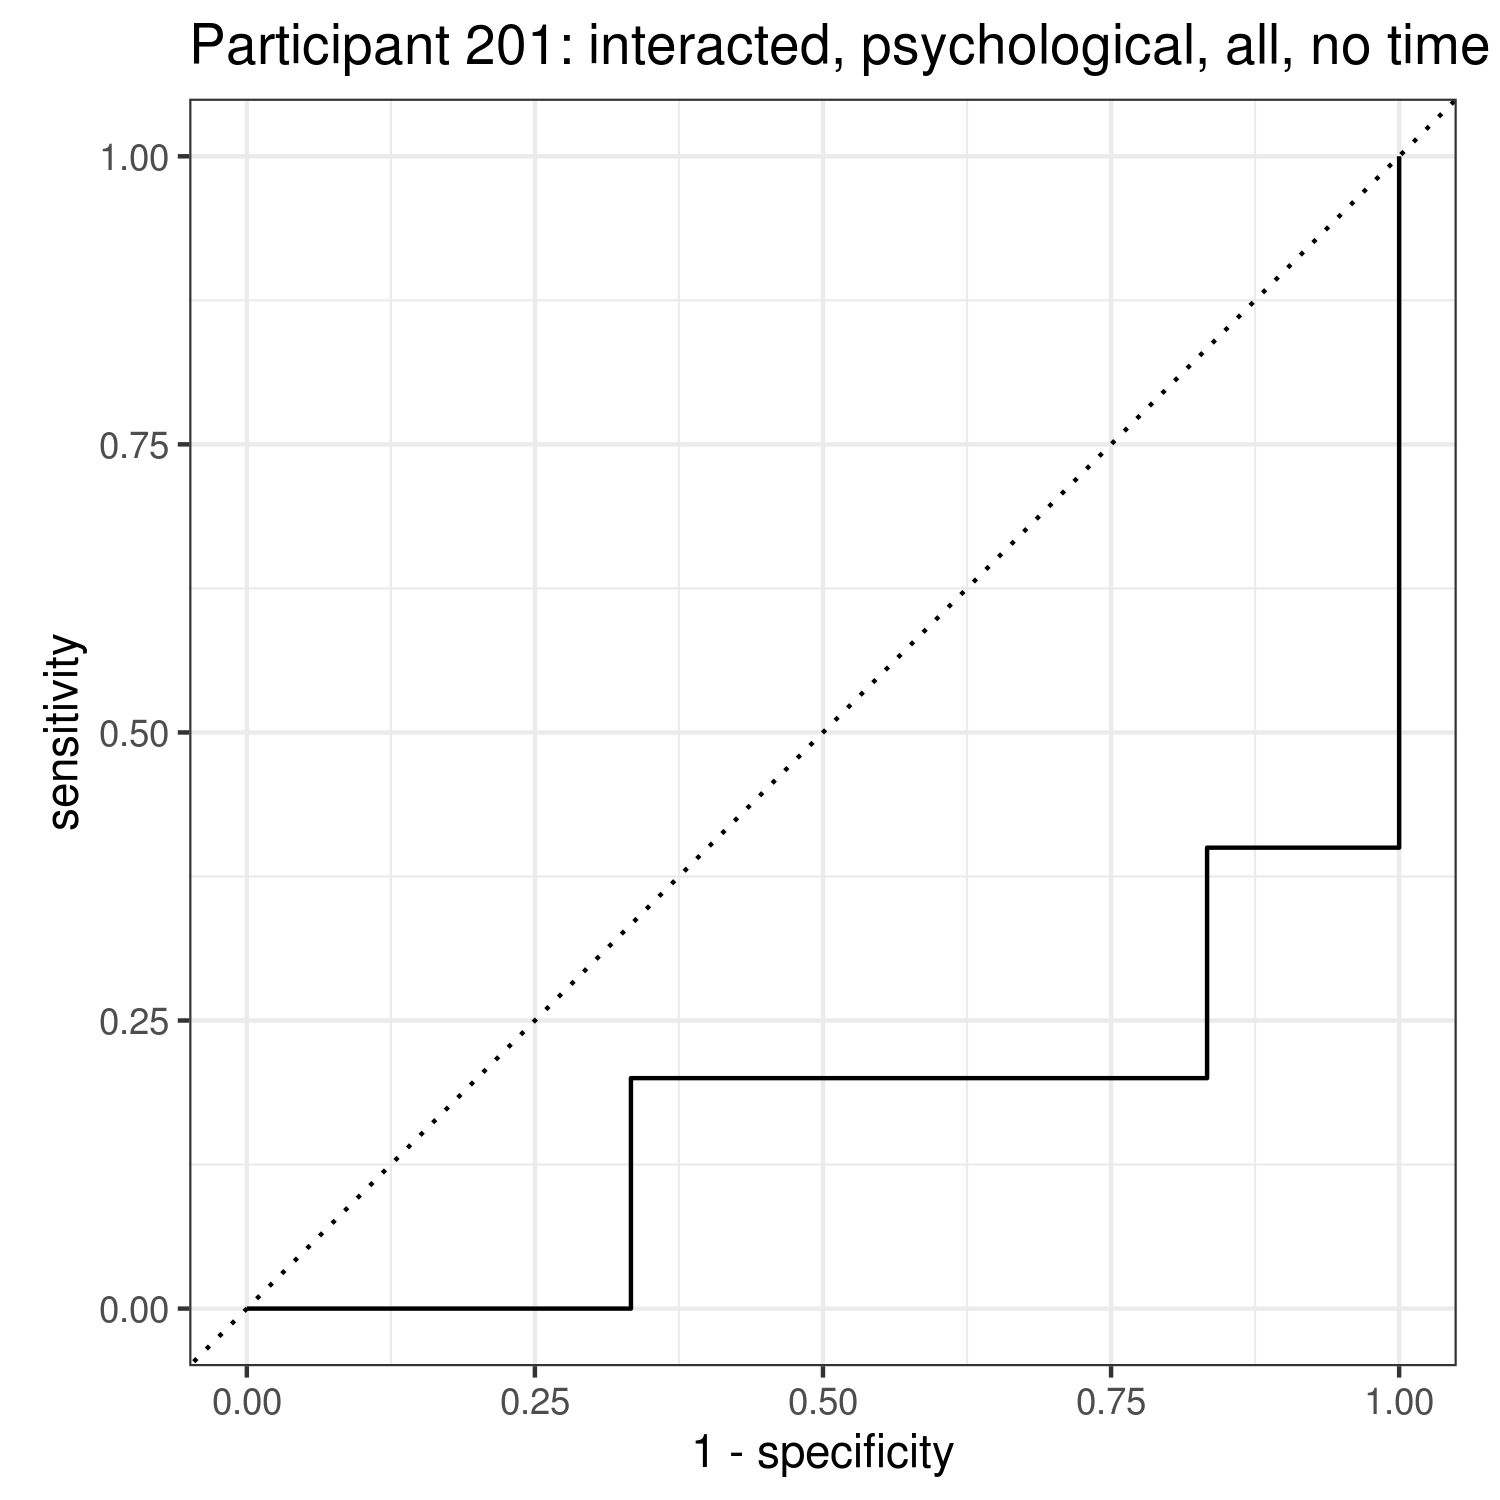 Participant 201: interacted, psychological, all, no time
1.00
0.75
0.50
0.25
0.00
sensitivity
0.00 0.25 0.50 0.75 1.00
1 - specificity